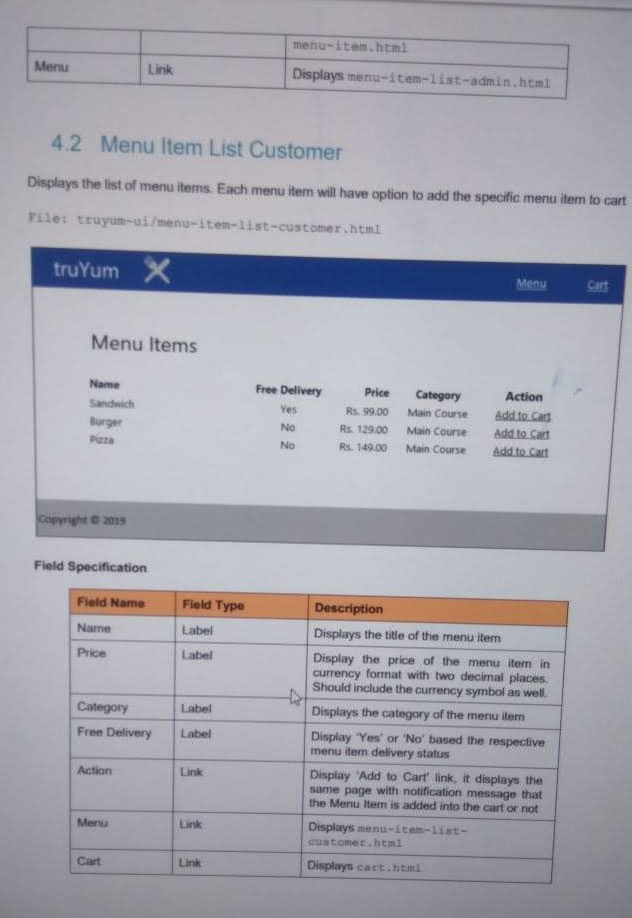 menu-item.html
Menu Link Displays menu-item-list-admin.html
4.2 Menu Item List Customer
Displays the list of menu items. Each menu item will have option to add the specific menu item to cart
File: truyum-ui/menu-item-list-customer.html
truYum Menu Cart
Menu Items
Name Free Delivery Price Category Action
Sandwich Yes Rs. 99.00 Main Course Add to Cart
Burger No Rs. 129.00 Main Course Add to Cart
Pizza No Rs. 149.00 Main Course Add to Cart
Copyright © 2019
Field Specification
Field Name Field Type Description
Name Label Displays the title of the menu item
Price Label Display the price of the menu item in
currency format with two decimal places.
Should include the currency symbol as well.
Category Label Displays the category of the menu item
Free Delivery Label Display 'Yes' or 'No' based the respective
menu item delivery status
Action Link Display 'Add to Cart' link, it displays the
same page with notification message that
the Menu Item is added into the cart or not
Menu Link Displays menu-item-list-
customer.html
Cart Link Displays cart.html